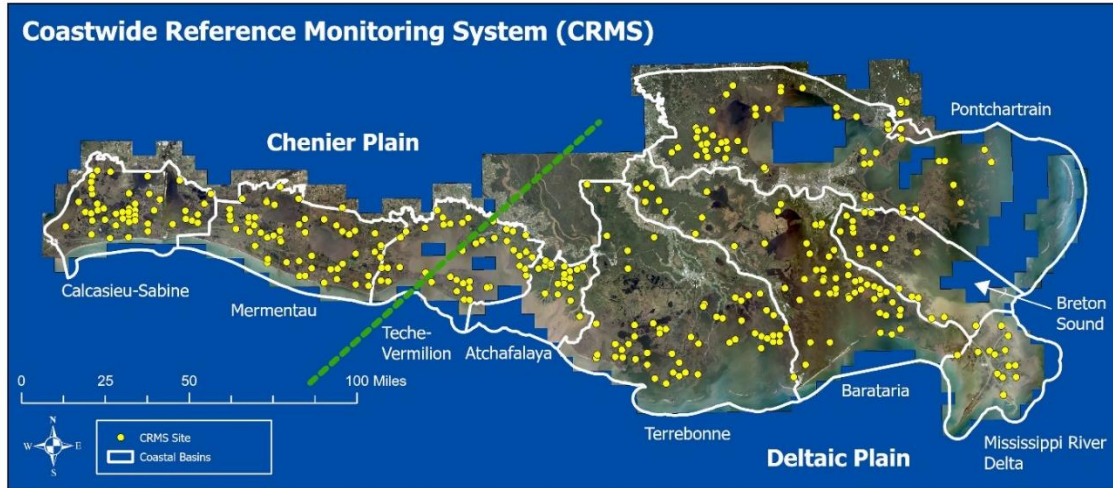 Coastwide Reference Monitoring System (CRMS)
Pontchartrain
Chenier Plain
Calcasieu-Sabine
Mermentau
Teche-
Vermilion
Atchafalaya
Breton
Sound
0 25 50 100 Miles
Barataria
Terrebonne
Mississippi River
Delta
Deltaic Plain
N
W E
S
CRMS Site
Coastal Basins